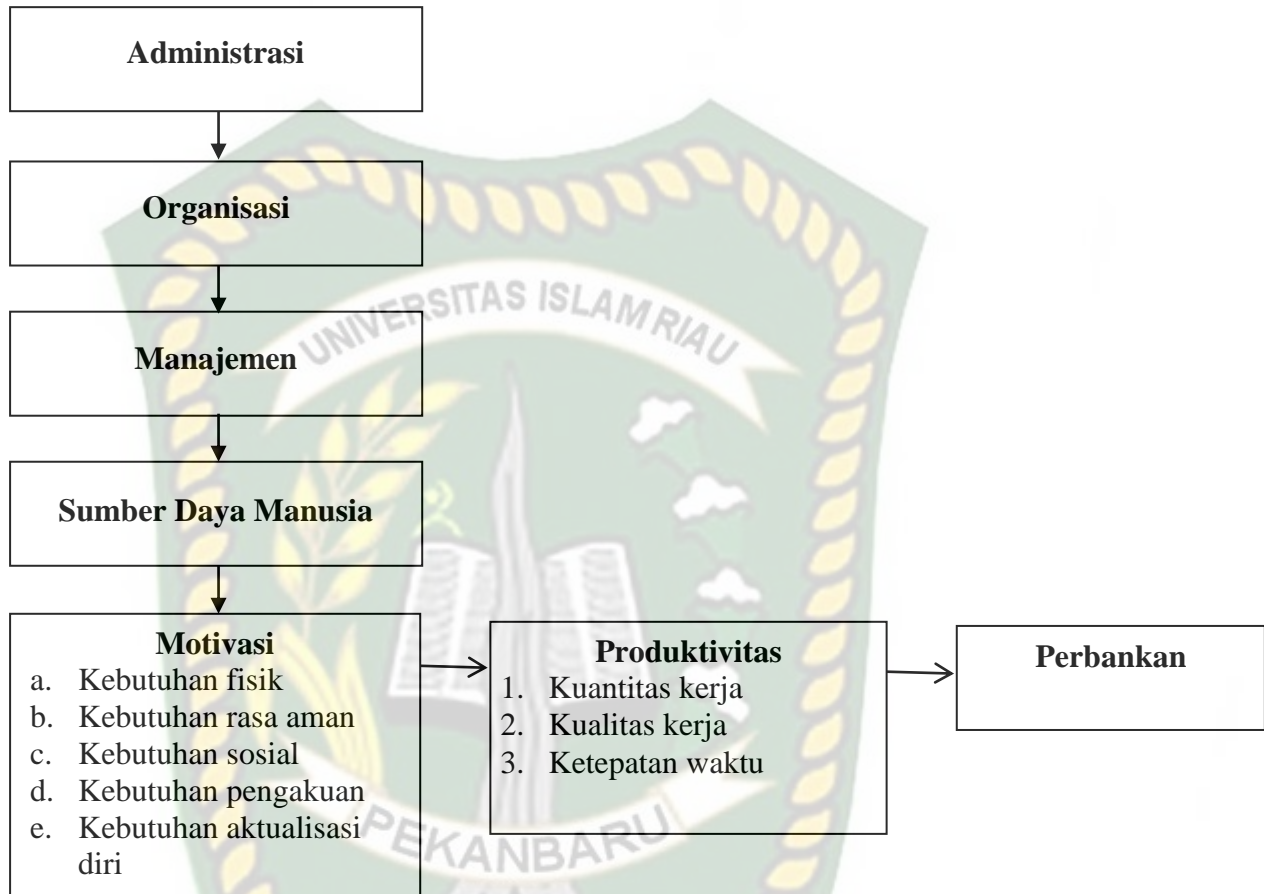 Administrasi
Organisasi
UNIVERSITAS ISLAM RIAU
Manajemen
Sumber Daya Manusia
Motivasi
a. Kebutuhan fisik
b. Kebutuhan rasa aman
c. Kebutuhan sosial
d. Kebutuhan pengakuan
e. Kebutuhan aktualisasi
diri
Produktivitas
1. Kuantitas kerja
2. Kualitas kerja
3. Ketepatan waktu
Perbankan
PEKANBARU